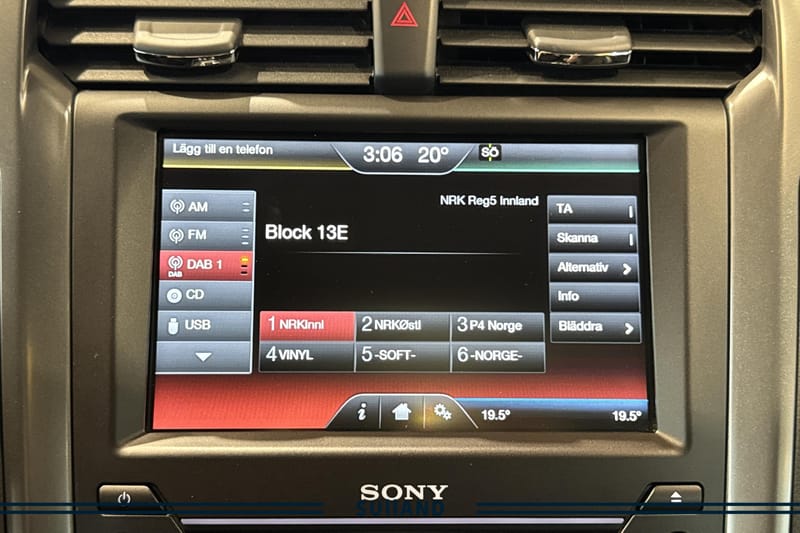 Lägg till en telefon
3:06 20° SÖ
NRK Reg5 Innland
Block 13E
AM
FM
DAB 1
DAB
CD
USB
TA
Skanna
Alternativ
Info
Bläddra
1 NRKInnl 2 NRKØstl 3 P4 Norge
4 VINYL 5 -SOFT- 6 -NORGE-
i 19.5° 19.5°
SONY